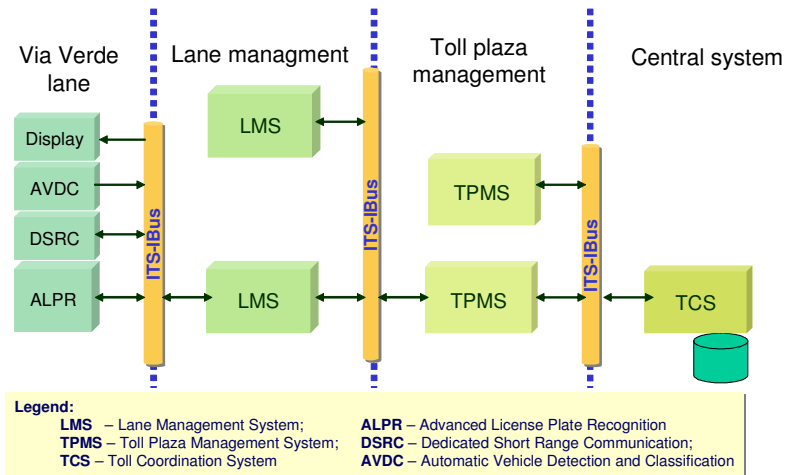 Via Verde
lane
Lane managment
Toll plaza
management
Central system
Display
AVDC
DSRC
ALPR
ITS-IBus
LMS
LMS
ITS-IBus
TPMS
TPMS
ITS-IBus
TCS
Legend:
LMS – Lane Management System;
TPMS – Toll Plaza Management System;
TCS – Toll Coordination System
ALPR – Advanced License Plate Recognition
DSRC – Dedicated Short Range Communication;
AVDC – Automatic Vehicle Detection and Classification